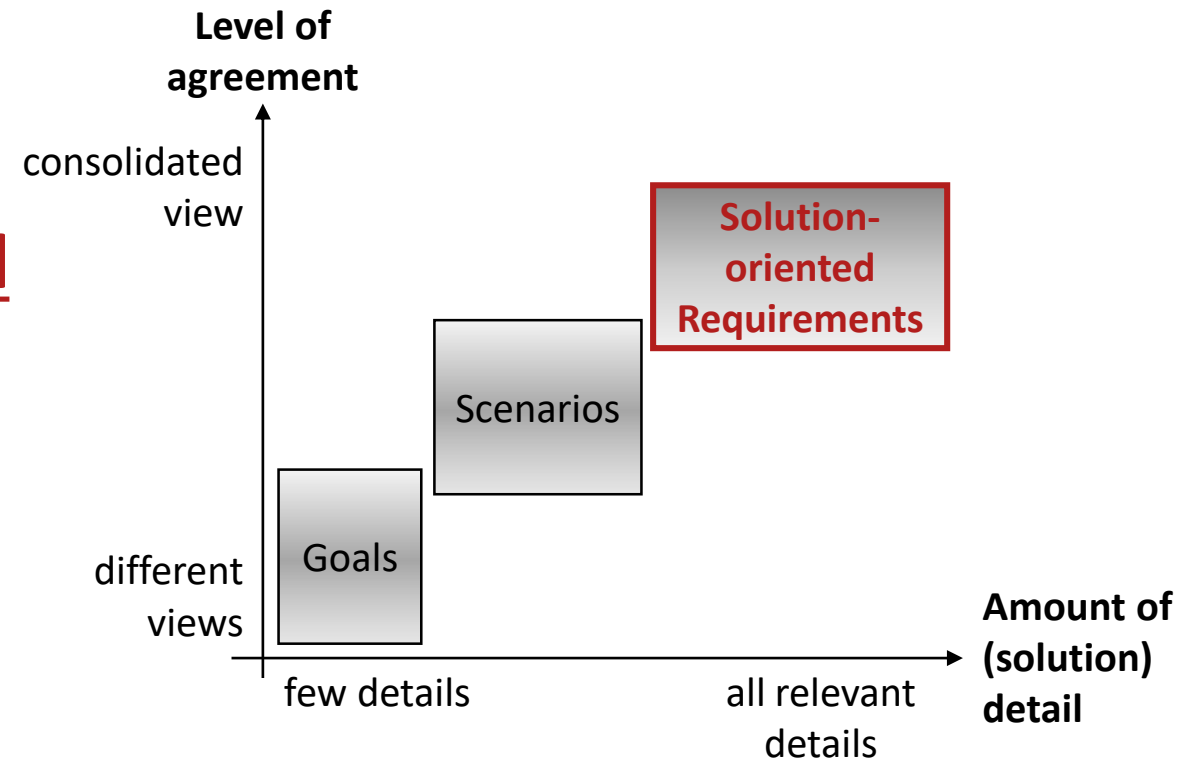 Level of
agreement
consolidated
view
Solution-
oriented
Requirements
Scenarios
Goals
different
views
Amount of
(solution)
detail
few details
all relevant
details